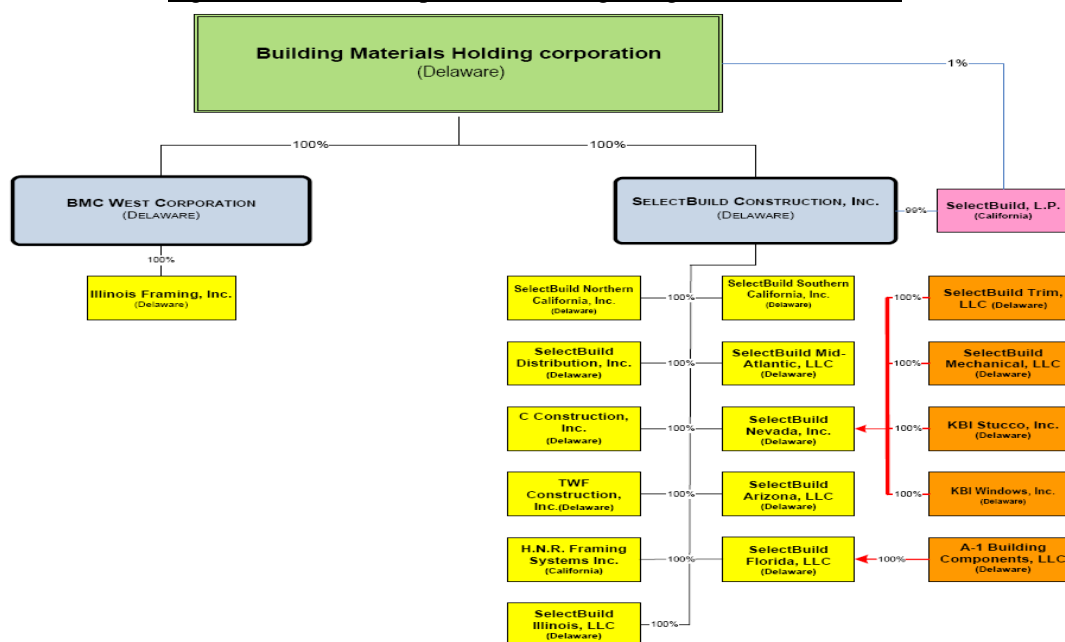 Building Materials Holding corporation
(Delaware)
1%
100%
100%
BMC WEST CORPORATION
(DELAWARE)
SELECTBUILD CONSTRUCTION, INC.
(DELAWARE)
99%
SelectBuild, L.P.
(California)
100%
Illinois Framing, Inc.
(Delaware)
SelectBuild Northern
California, Inc.
(Delaware)
100%
SelectBuild Southern
California, Inc.
(Delaware)
100%
SelectBuild Trim,
LLC (Delaware)
SelectBuild
Distribution, Inc.
(Delaware)
100%
SelectBuild Mid-
Atlantic, LLC
(Delaware)
100%
SelectBuild
Mechanical, LLC
(Delaware)
C Construction,
Inc.
(Delaware)
100%
SelectBuild
Nevada, Inc.
(Delaware)
100%
KBI Stucco, Inc.
(Delaware)
TWF
Construction,
Inc.(Delaware)
100%
SelectBuild
Arizona, LLC
(Delaware)
100%
KBI Windows, Inc.
(Delaware)
H.N.R. Framing
Systems Inc.
(California)
100%
SelectBuild
Florida, LLC
(Delaware)
100%
A-1 Building
Components, LLC
(Delaware)
SelectBuild
Illinois, LLC
(Delaware)
100%